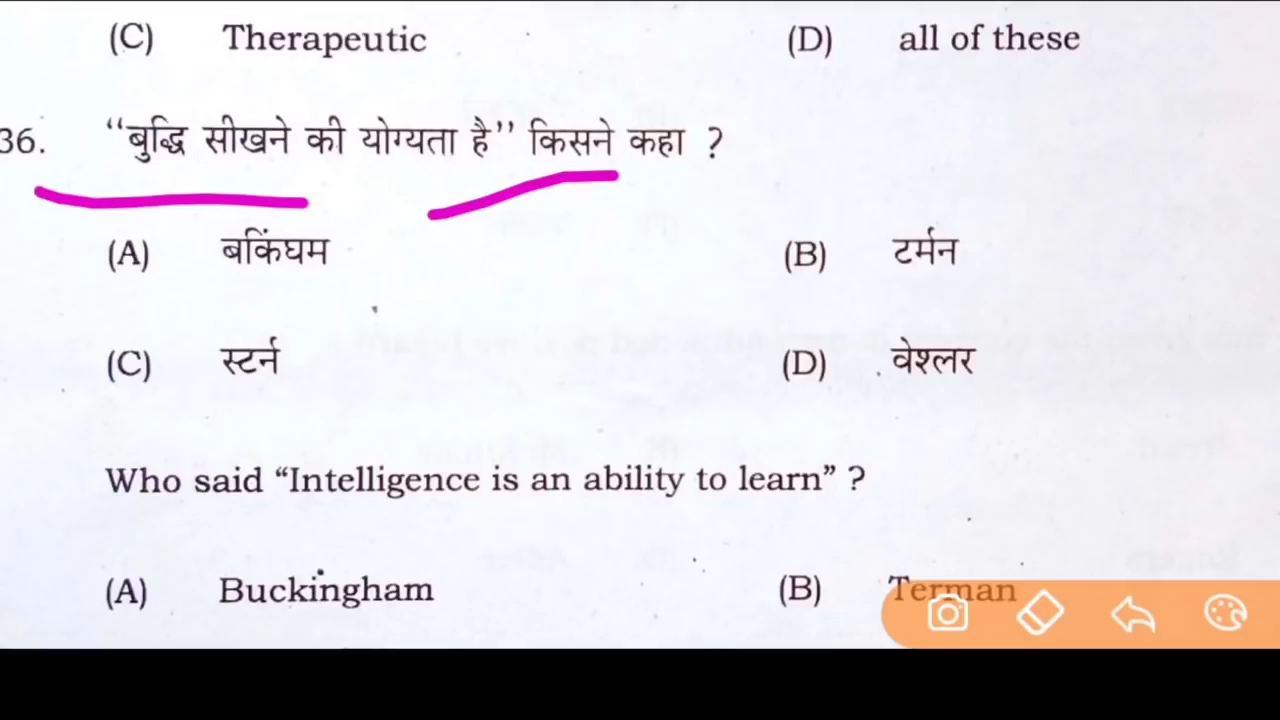 (C) Therapeutic (D) all of these
36. “बुद्धि सीखने की योग्यता है” किसने कहा ?
(A) बकिंघम (B) टर्मन
(C) स्टर्न (D) वेश्लर
Who said “Intelligence is an ability to learn” ?
(A) Buckingham (B) Terman